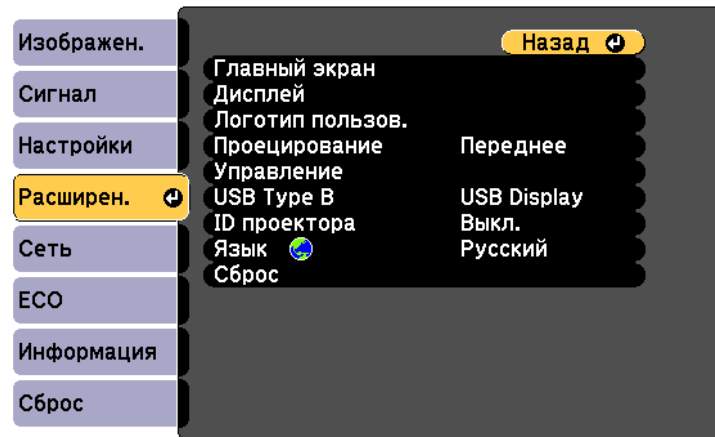 Изображен.
Сигнал
Настройки
Расширен.
Сеть
ECO
Информация
Сброс
Назад
Главный экран
Дисплей
Логотип пользов.
Проецирование Переднее
Управление
USB Type B USB Display
ID проектора Выкл.
Язык Русский
Сброс